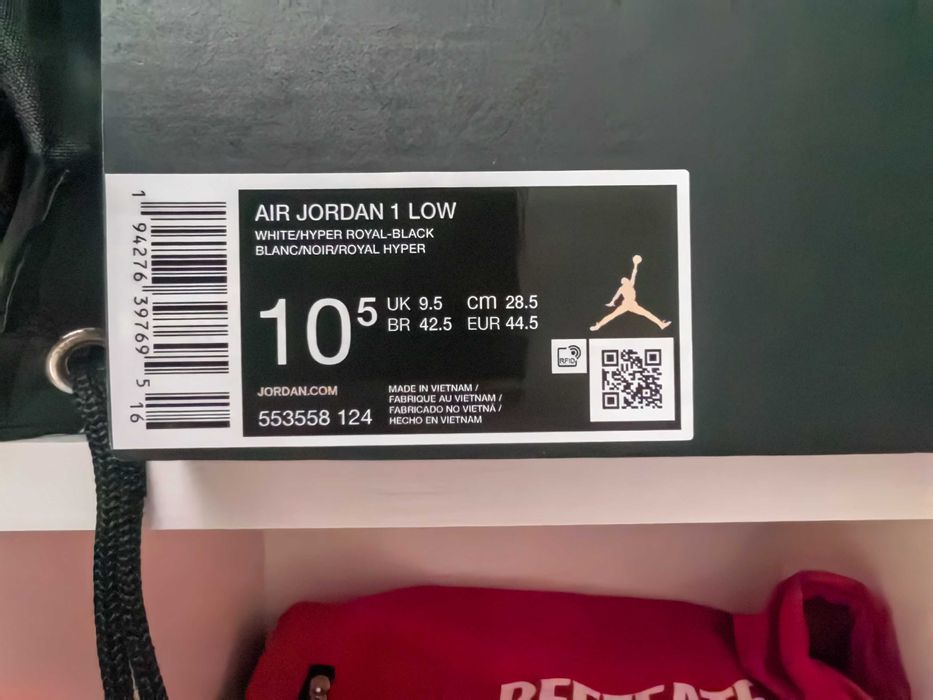 AIR JORDAN 1 LOW
WHITE/HYPER ROYAL-BLACK
BLANC/NOIR/ROYAL HYPER
10 5
UK 9.5 cm 28.5
BR 42.5 EUR 44.5
RFID
JORDAN.COM
553558 124
MADE IN VIETNAM /
FABRIQUE AU VIETNAM /
FABRICADO NO VIETNÃ /
HECHO EN VIETNAM
1 94276 39769 5 16